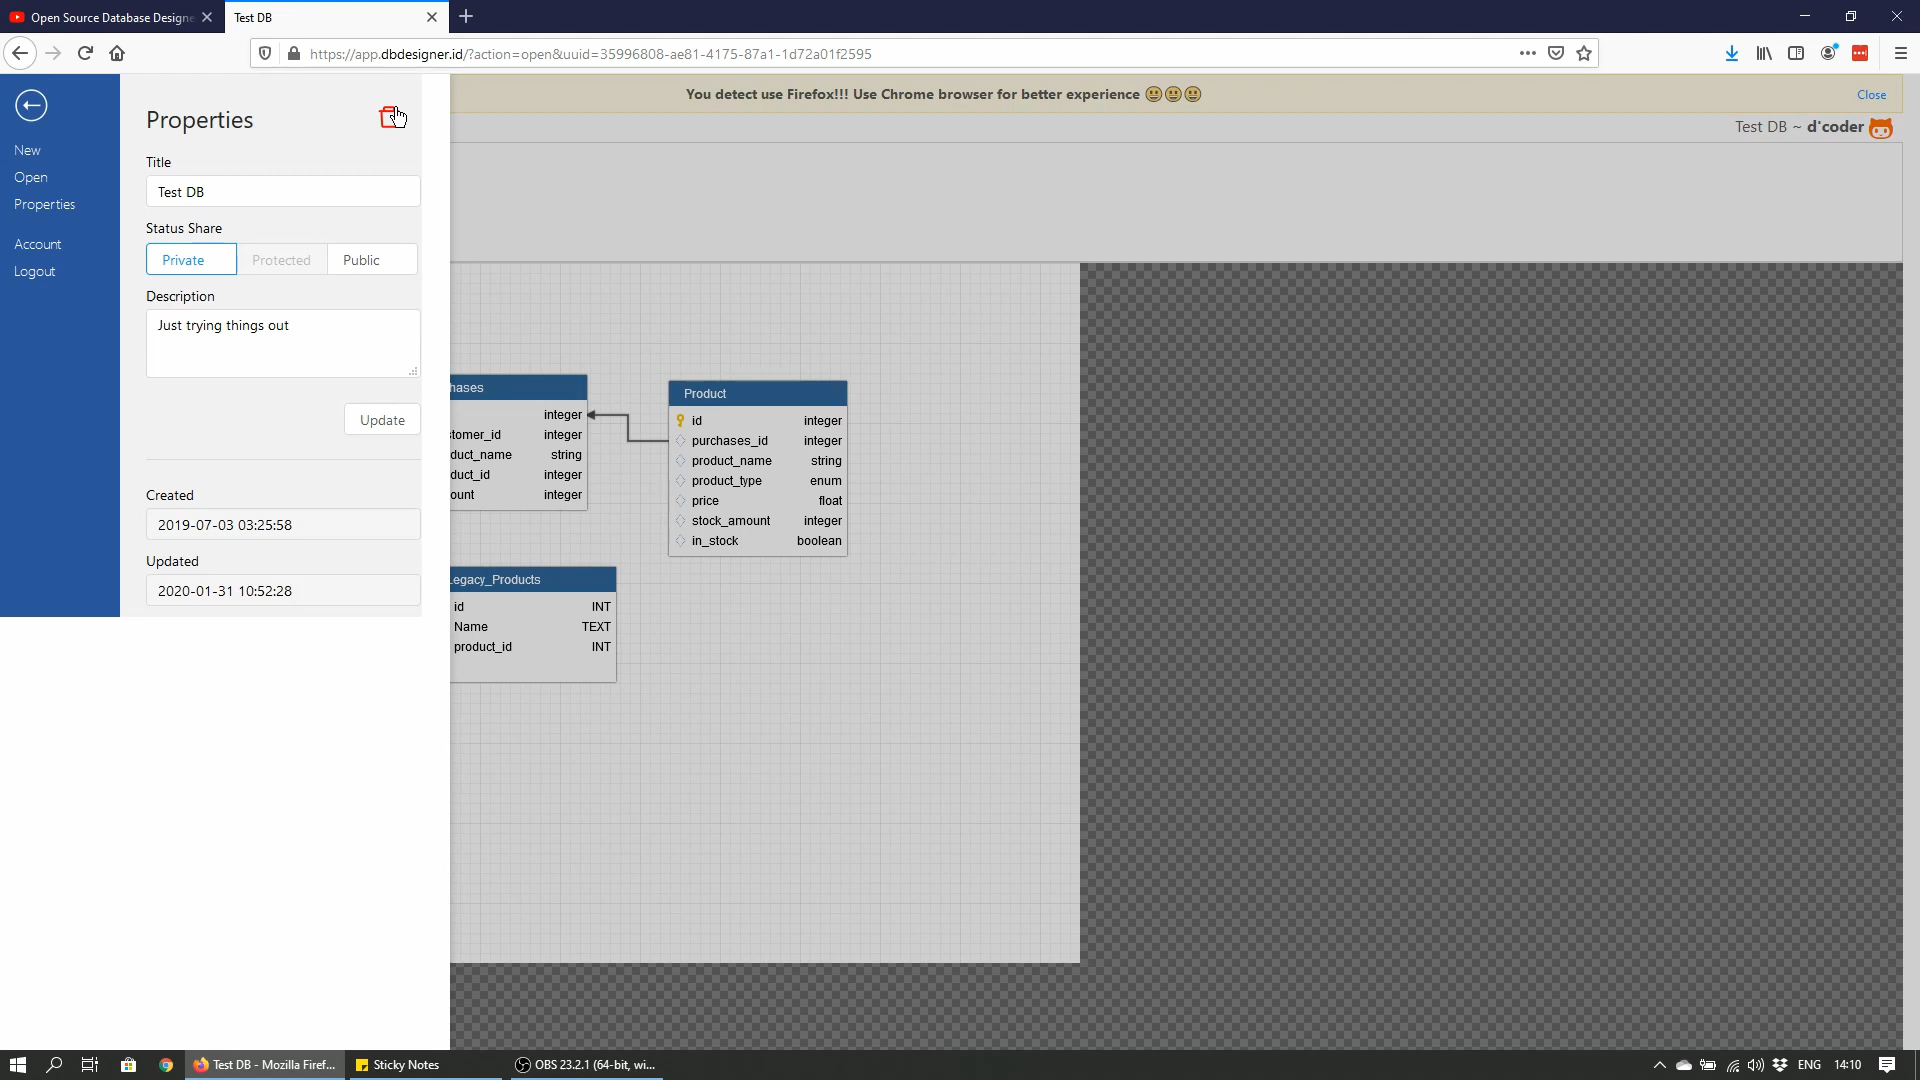 Open Source Database Designe
Test DB
https://app.dbdesigner.id/?action=open&uuid=35996808-ae81-4175-87a1-1d72a01f2595
You detect use Firefox!!! Use Chrome browser for better experience 😃😃😃
Close
Test DB ~ d'coder
New
Open
Properties
Account
Logout
Properties
Title
Test DB
Status Share
Private Protected Public
Description
Just trying things out
Update
Created
2019-07-03 03:25:58
Updated
2020-01-31 10:52:28
hases
integer
stomer_id integer
duct_name string
duct_id integer
ount integer
Product
id integer
purchases_id integer
product_name string
product_type enum
price float
stock_amount integer
in_stock boolean
Legacy_Products
id INT
Name TEXT
product_id INT
Test DB - Mozilla Firef...
Sticky Notes
OBS 23.2.1 (64-bit, wi...
ENG
14:10